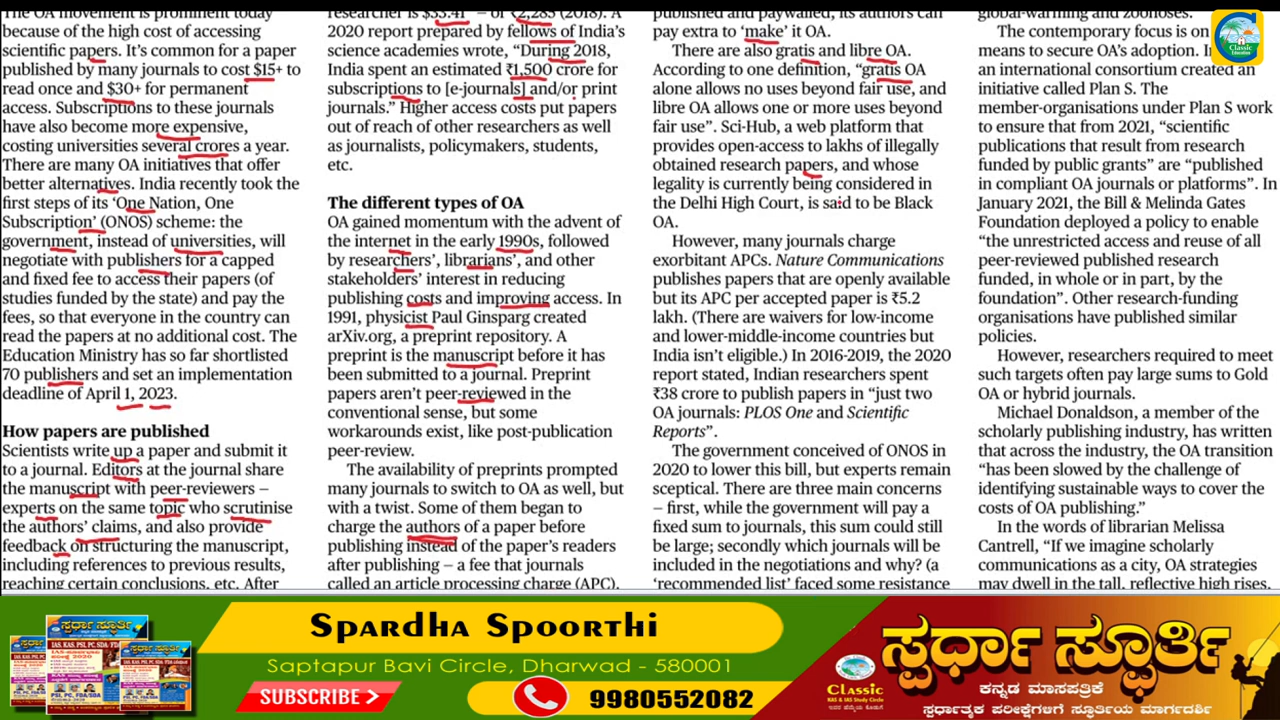 The OA movement is prominent today
because of the high cost of accessing
scientific papers. It’s common for a paper
published by many journals to cost $15+ to
read once and $30+ for permanent
access. Subscriptions to these journals
have also become more expensive,
costing universities several crores a year.
There are many OA initiatives that offer
better alternatives. India recently took the
first steps of its ‘One Nation, One
Subscription’ (ONOS) scheme: the
government, instead of universities, will
negotiate with publishers for a capped
and fixed fee to access their papers (of
studies funded by the state) and pay the
fees, so that everyone in the country can
read the papers at no additional cost. The
Education Ministry has so far shortlisted
70 publishers and set an implementation
deadline of April 1, 2023.
How papers are published
Scientists write up a paper and submit it
to a journal. Editors at the journal share
the manuscript with peer-reviewers –
experts on the same topic who scrutinise
the authors’ claims, and also provide
feedback on structuring the manuscript,
including references to previous results,
reaching certain conclusions, etc. After
researcher is $33.41 – or ₹2,285 (2018). A
2020 report prepared by fellows of India’s
science academies wrote, “During 2018,
India spent an estimated ₹1,500 crore for
subscriptions to [e-journals] and/or print
journals.” Higher access costs put papers
out of reach of other researchers as well
as journalists, policymakers, students,
etc.
The different types of OA
OA gained momentum with the advent of
the internet in the early 1990s, followed
by researchers’, librarians’, and other
stakeholders’ interest in reducing
publishing costs and improving access. In
1991, physicist Paul Ginsparg created
arXiv.org, a preprint repository. A
preprint is the manuscript before it has
been submitted to a journal. Preprint
papers aren’t peer-reviewed in the
conventional sense, but some
workarounds exist, like post-publication
peer-review.
The availability of preprints prompted
many journals to switch to OA as well, but
with a twist. Some of them began to
charge the authors of a paper before
publishing instead of the paper’s readers
after publishing – a fee that journals
called an article processing charge (APC).
published and paywalled, its authors can
pay extra to ‘make’ it OA.
There are also gratis and libre OA.
According to one definition, “gratis OA
alone allows no uses beyond fair use, and
libre OA allows one or more uses beyond
fair use”. Sci-Hub, a web platform that
provides open-access to lakhs of illegally
obtained research papers, and whose
legality is currently being considered in
the Delhi High Court, is said to be Black
OA.
However, many journals charge
exorbitant APCs. Nature Communications
publishes papers that are openly available
but its APC per accepted paper is ₹5.2
lakh. (There are waivers for low-income
and lower-middle-income countries but
India isn’t eligible.) In 2016-2019, the 2020
report stated, Indian researchers spent
₹38 crore to publish papers in “just two
OA journals: PLOS One and Scientific
Reports”.
The government conceived of ONOS in
2020 to lower this bill, but experts remain
sceptical. There are three main concerns
– first, while the government will pay a
fixed sum to journals, this sum could still
be large; secondly which journals will be
included in the negotiations and why? (a
‘recommended list’ faced some resistance
global-warming and zoonoses.
The contemporary focus is on
means to secure OA’s adoption. In
an international consortium created an
initiative called Plan S. The
member-organisations under Plan S work
to ensure that from 2021, “scientific
publications that result from research
funded by public grants” are “published
in compliant OA journals or platforms”. In
January 2021, the Bill & Melinda Gates
Foundation deployed a policy to enable
“the unrestricted access and reuse of all
peer-reviewed published research
funded, in whole or in part, by the
foundation”. Other research-funding
organisations have published similar
policies.
However, researchers required to meet
such targets often pay large sums to Gold
OA or hybrid journals.
Michael Donaldson, a member of the
scholarly publishing industry, has written
that across the industry, the OA transition
“has been slowed by the challenge of
identifying sustainable ways to cover the
costs of OA publishing.”
In the words of librarian Melissa
Cantrell, “If we imagine scholarly
communications as a city, OA strategies
may dwell in the tall, reflective high rises,
Classic
Education
Spardha Spoorthi
Saptapur Bavi Circle Dharwad - 580001
SUBSCRIBE >
9980552082
Classic
KAS & IAS Study Circle
ಸ್ಪರ್ಧಾ ಸ್ಫೂರ್ತಿ
ಕನ್ನಡ ಮಾಸಪತ್ರಿಕೆ
ಸ್ಪರ್ಧಾತ್ಮಕ ಪರೀಕ್ಷೆಗಳಿಗೆ ಸ್ಫೂರ್ತಿಯ ಮಾರ್ಗದರ್ಶಿ